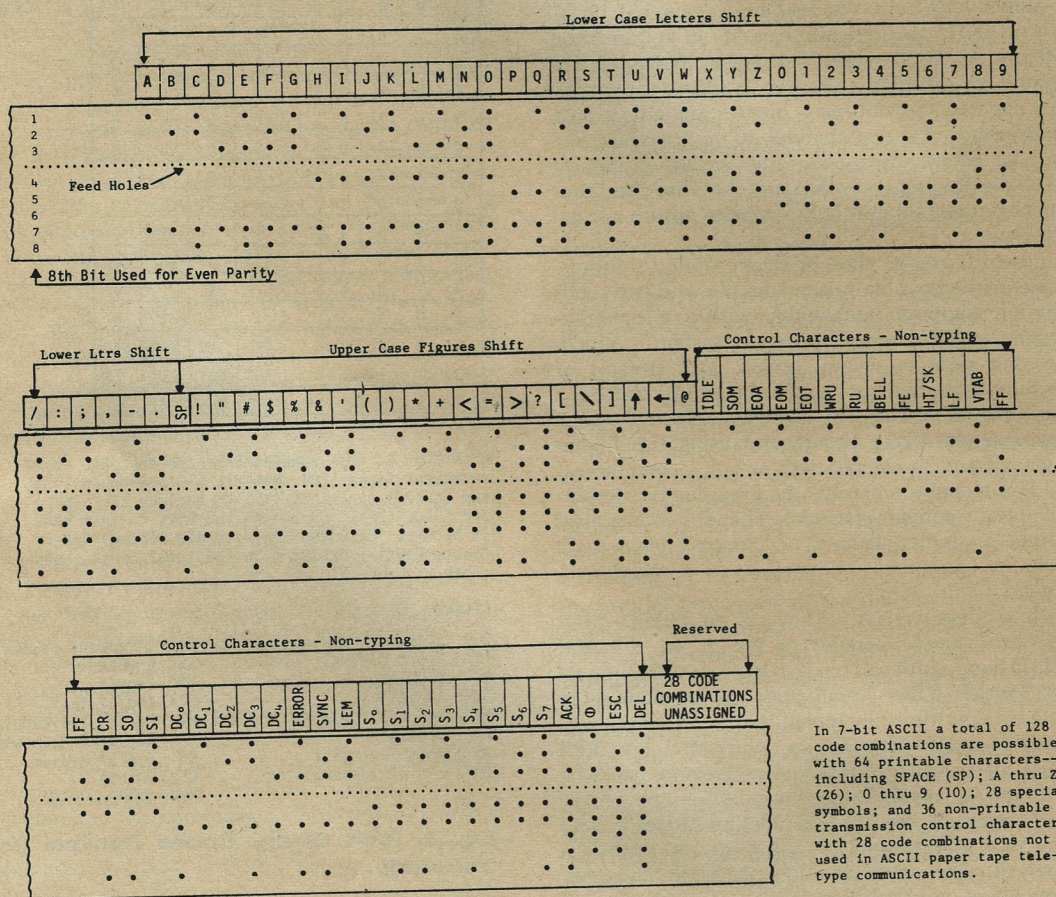 Lower Case Letters Shift
A B C D E F G H I J K L M N O P Q R S T U V W X Y Z 0 1 2 3 4 5 6 7 8 9
1
2
3
Feed Holes
4
5
6
7
8
8th Bit Used for Even Parity
Lower Ltrs Shift
Upper Case Figures Shift
Control Characters - Non-typing
/ : ; , - . SP ! " # $ % & ' ( ) * + < = > ? [ \ ] ↑ ← @ IDLE SOM EOA EOM EOT WRU RU BELL FE HT/SK LF VTAB FF
Control Characters - Non-typing
Reserved
FF CR SO SI DC₀ DC₁ DC₂ DC₃ DC₄ ERROR SYNC LEM S₀ S₁ S₂ S₃ S₄ S₅ S₆ S₇ ACK ① ESC DEL
28 CODE
COMBINATIONS
UNASSIGNED
In 7-bit ASCII a total of 128
code combinations are possible
with 64 printable characters--
including SPACE (SP); A thru Z
(26); 0 thru 9 (10); 28 specia
symbols; and 36 non-printable
transmission control character
with 28 code combinations not
used in ASCII paper tape tele-
type communications.